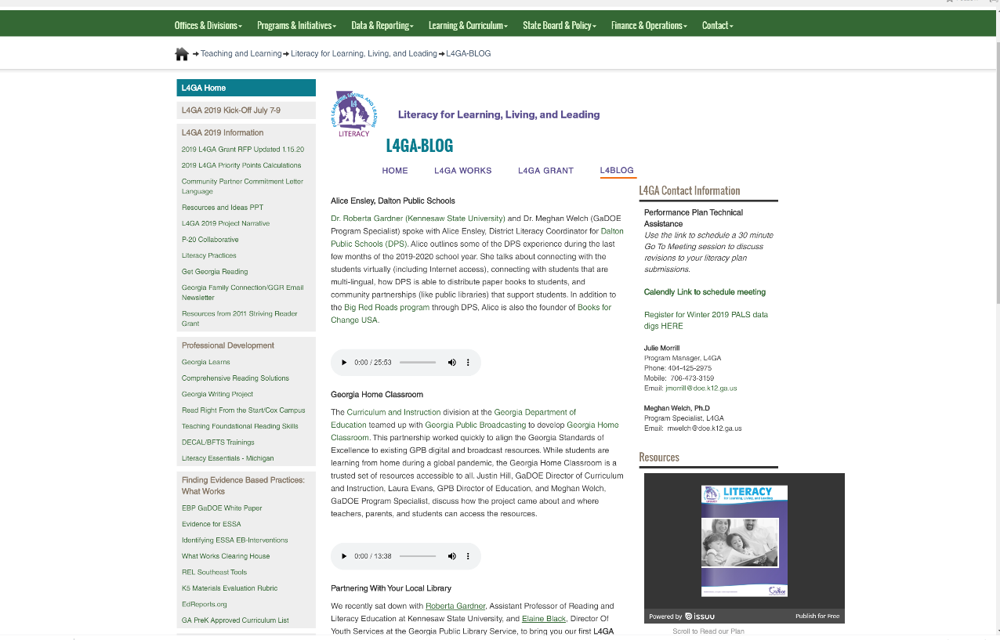 Offices & Divisions
Programs & Initiatives
Data & Reporting
Learning & Curriculum
State Board & Policy
Finance & Operations
Contact
Teaching and Learning
Literacy for Learning, Living, and Leading
L4GA-BLOG
L4GA Home
L4GA 2019 Kick-Off July 7-9
L4GA 2019 Information
2019 L4GA Grant RFP Updated 1.15.20
2019 L4GA Priority Points Calculations
Community Partner Commitment Letter
Language
Resources and Ideas PPT
L4GA 2019 Project Narrative
P-20 Collaborative
Literacy Practices
Get Georgia Reading
Georgia Family Connection/GGR Email
Newsletter
Resources from 2011 Striving Reader
Grant
Professional Development
Georgia Learns
Comprehensive Reading Solutions
Georgia Writing Project
Read Right From the Start/Cox Campus
Teaching Foundational Reading Skills
DECAL/BFTS Trainings
Literacy Essentials - Michigan
Finding Evidence Based Practices:
What Works
EBP GaDOE White Paper
Evidence for ESSA
Identifying ESSA EB-Interventions
What Works Clearing House
REL Southeast Tools
K5 Materials Evaluation Rubric
EdReports.org
GA PreK Approved Curriculum List
FOR LEARNING, LIVING, AND LEADING
L4
LITERACY
Literacy for Learning, Living, and Leading
L4GA-BLOG
HOME
L4GA WORKS
L4GA GRANT
L4BLOG
Alice Ensley, Dalton Public Schools
Dr. Roberta Gardner (Kennesaw State University) and Dr. Meghan Welch (GaDOE
Program Specialist) spoke with Alice Ensley, District Literacy Coordinator for Dalton
Public Schools (DPS). Alice outlines some of the DPS experience during the last
few months of the 2019-2020 school year. She talks about connecting with the
students virtually (including Internet access), connecting with students that are
multi-lingual, how DPS is able to distribute paper books to students, and
community partnerships (like public libraries) that support students. In addition to
the Big Red Reads program through DPS, Alice is also the founder of Books for
Change USA.
0:00 / 25:53
Georgia Home Classroom
The Curriculum and Instruction division at the Georgia Department of
Education teamed up with Georgia Public Broadcasting to develop Georgia Home
Classroom. This partnership worked quickly to align the Georgia Standards of
Excellence to existing GPB digital and broadcast resources. While students are
learning from home during a global pandemic, the Georgia Home Classroom is a
trusted set of resources accessible to all. Justin Hill, GaDOE Director of Curriculum
and Instruction, Laura Evans, GPB Director of Education, and Meghan Welch,
GaDOE Program Specialist, discuss how the project came about and where
teachers, parents, and students can access the resources.
0:00 / 13:38
Partnering With Your Local Library
We recently sat down with Roberta Gardner, Assistant Professor of Reading and
Literacy Education at Kennesaw State University, and Elaine Black, Director Of
Youth Services at the Georgia Public Library Service, to bring you our first L4GA
L4GA Contact Information
Performance Plan Technical
Assistance
Use the link to schedule a 30 minute
Go To Meeting session to discuss
revisions to your literacy plan
submissions.
Calendly Link to schedule meeting
Register for Winter 2019 PALS data
digs HERE
Julie Morrill
Program Manager, L4GA
Phone: 404-425-2975
Mobile: 706-473-3159
Email: jmorrill@doe.k12.ga.us
Meghan Welch, Ph.D
Program Specialist, L4GA
Email: mwelch@doe.k12.ga.us
Resources
LITERACY
for Learning, Living, and Leading
Powered by issuu
Publish for Free
Scroll to Read our Plan